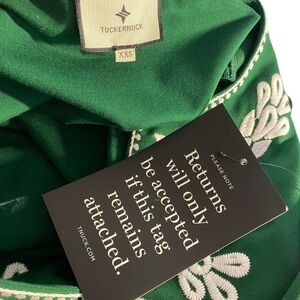 TUCKERNUCK
XXS
PLEASE NOTE
Returns
will only
be accepted
if this tag
remains
attached.
TNUCK.COM